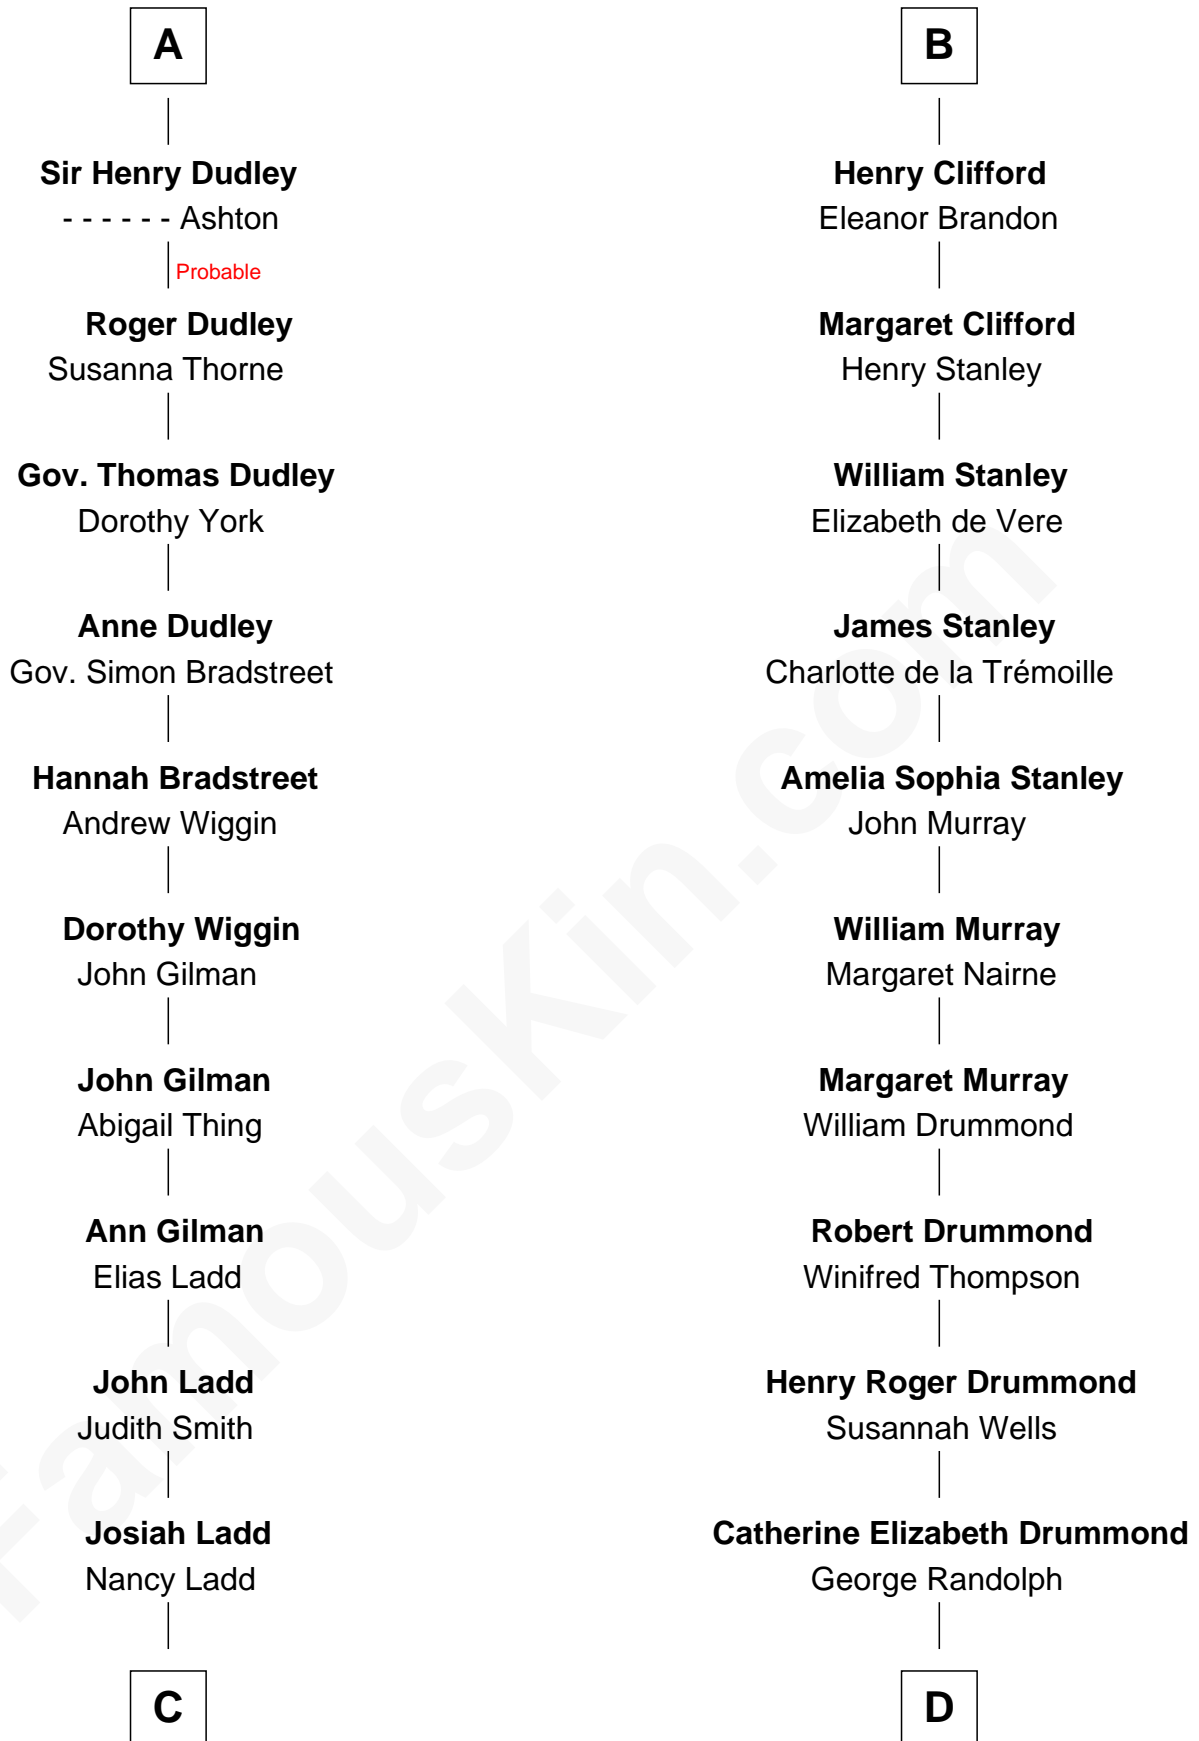 A
Sir Henry Dudley
- - - - - - Ashton
Probable
Roger Dudley
Susanna Thorne
Gov. Thomas Dudley
Dorothy York
Anne Dudley
Gov. Simon Bradstreet
Hannah Bradstreet
Andrew Wiggin
Dorothy Wiggin
John Gilman
John Gilman
Abigail Thing
Ann Gilman
Elias Ladd
John Ladd
Judith Smith
Josiah Ladd
Nancy Ladd
C
B
Henry Clifford
Eleanor Brandon
Margaret Clifford
Henry Stanley
William Stanley
Elizabeth de Vere
James Stanley
Charlotte de la Trémoille
Amelia Sophia Stanley
John Murray
William Murray
Margaret Nairne
Margaret Murray
William Drummond
Robert Drummond
Winifred Thompson
Henry Roger Drummond
Susannah Wells
Catherine Elizabeth Drummond
George Randolph
D
FamousKin.com